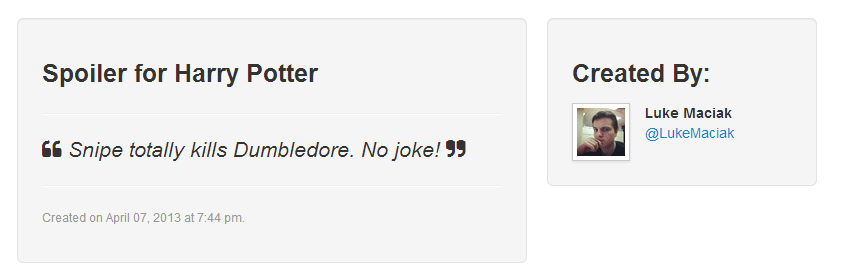 Spoiler for Harry Potter
❝ Snipe totally kills Dumbledore. No joke! ❞
Created on April 07, 2013 at 7:44 pm.
Created By:
Luke Maciak
@LukeMaciak